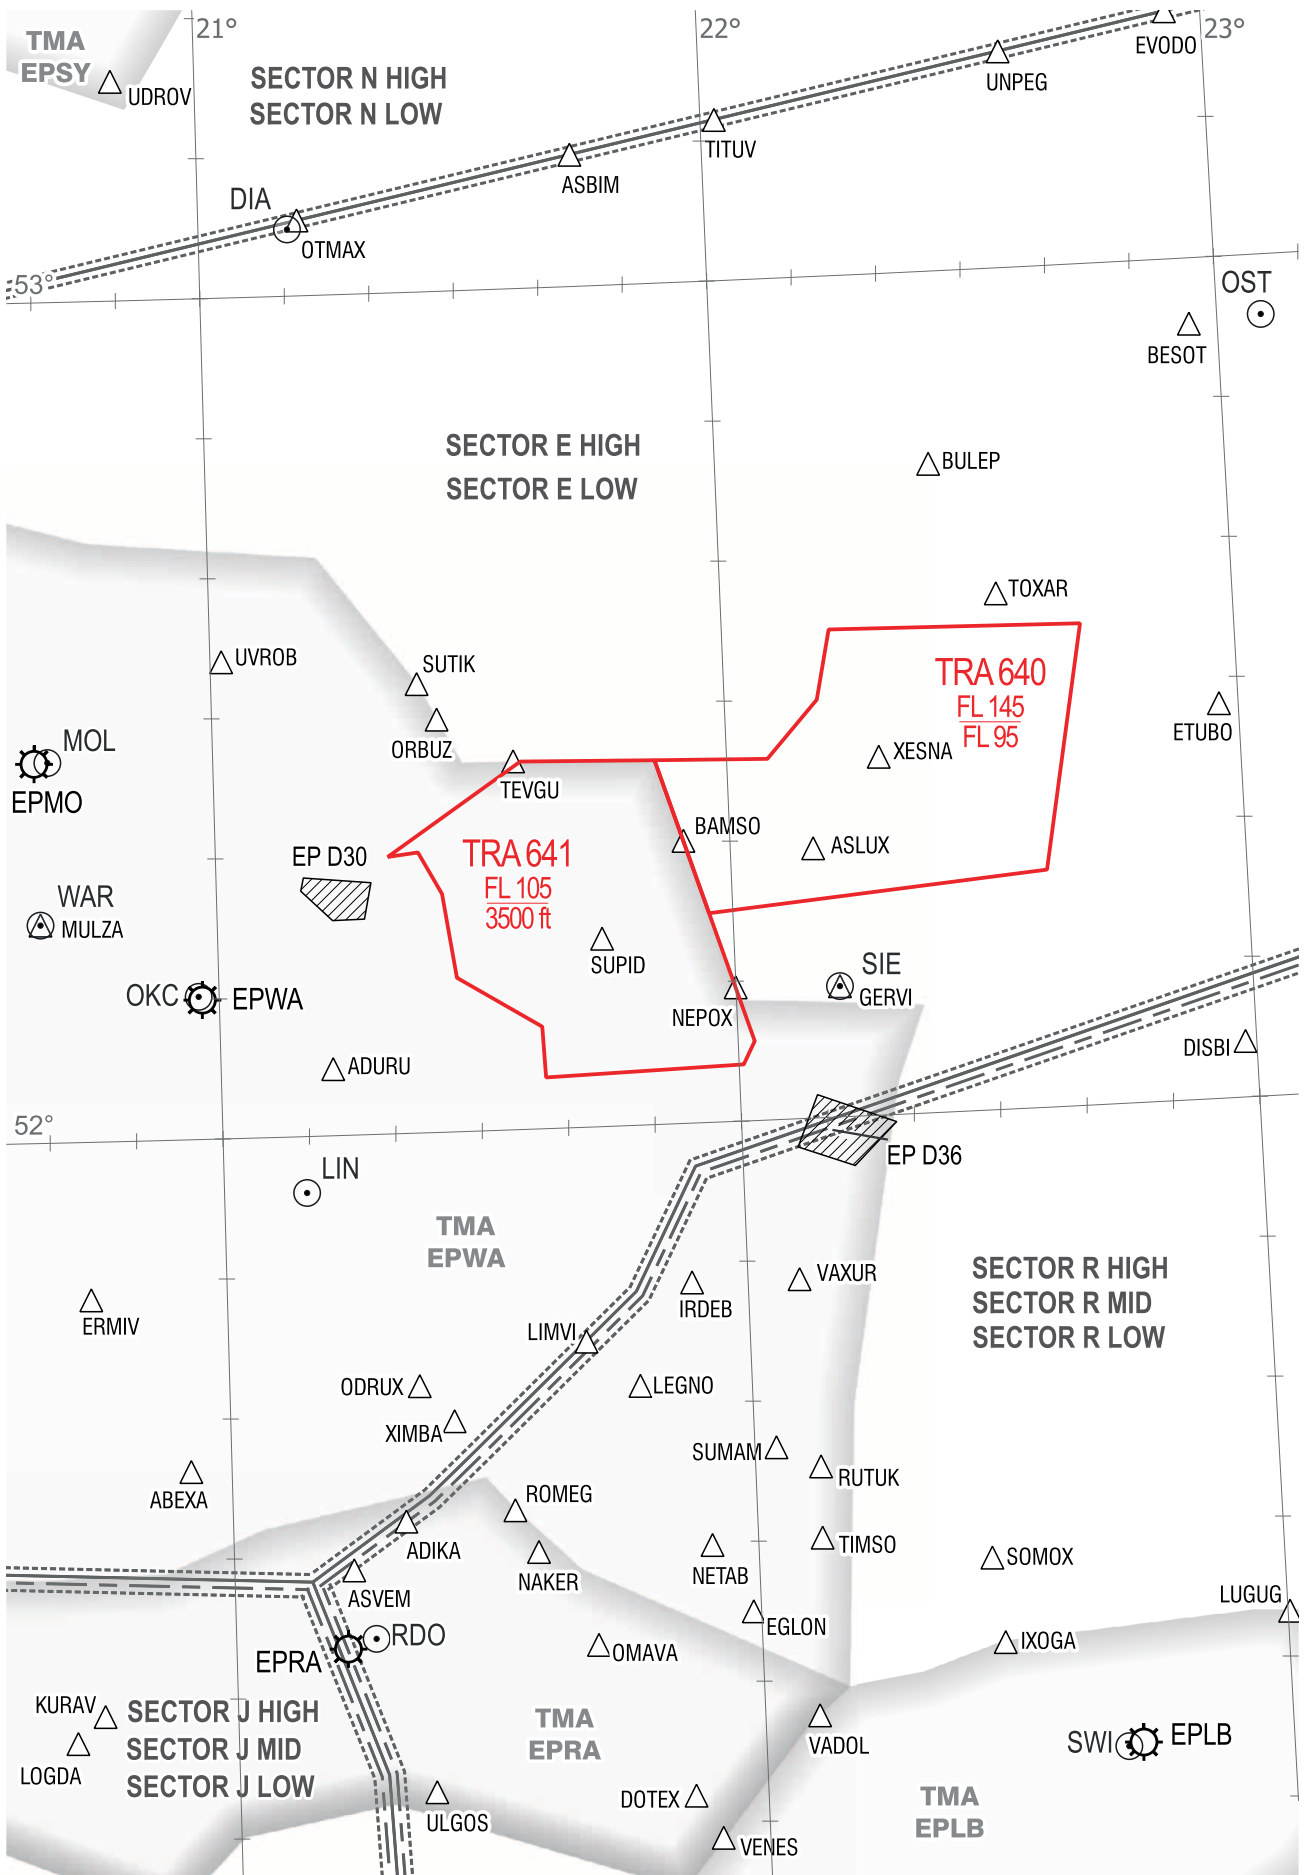 21°
22°
23°
TMA
EPSY
UDROV
SECTOR N HIGH
SECTOR N LOW
EVODO
UNPEG
TITUV
ASBIM
DIA
OTMAX
53°
OST
BESOT
SECTOR E HIGH
SECTOR E LOW
BULEP
TOXAR
UVROB
SUTIK
ORBUZ
TEVGU
TRA 640
FL 145
FL 95
ETUBO
XESNA
MOL
EPMO
BAMSO
ASLUX
EP D30
TRA 641
FL 105
3500 ft
WAR
MULZA
SUPID
SIE
GERVI
OKC
EPWA
NEPOX
DISBI
ADURU
52°
EP D36
LIN
TMA
EPWA
VAXUR
SECTOR R HIGH
SECTOR R MID
SECTOR R LOW
IRDEB
ERMIV
LIMVI
ODRUX
LEGNO
XIMBA
SUMAM
RUTUK
ABEXA
ROMEG
ADIKA
TIMSO
NAKER
NETAB
SOMOX
ASVEM
LUGUG
EGLON
RDO
EPRA
OMAVA
IXOGA
KURAV
LOGDA
SECTOR J HIGH
SECTOR J MID
SECTOR J LOW
TMA
EPRA
VADOL
SWI
EPLB
DOTEX
TMA
EPLB
ULGOS
VENES